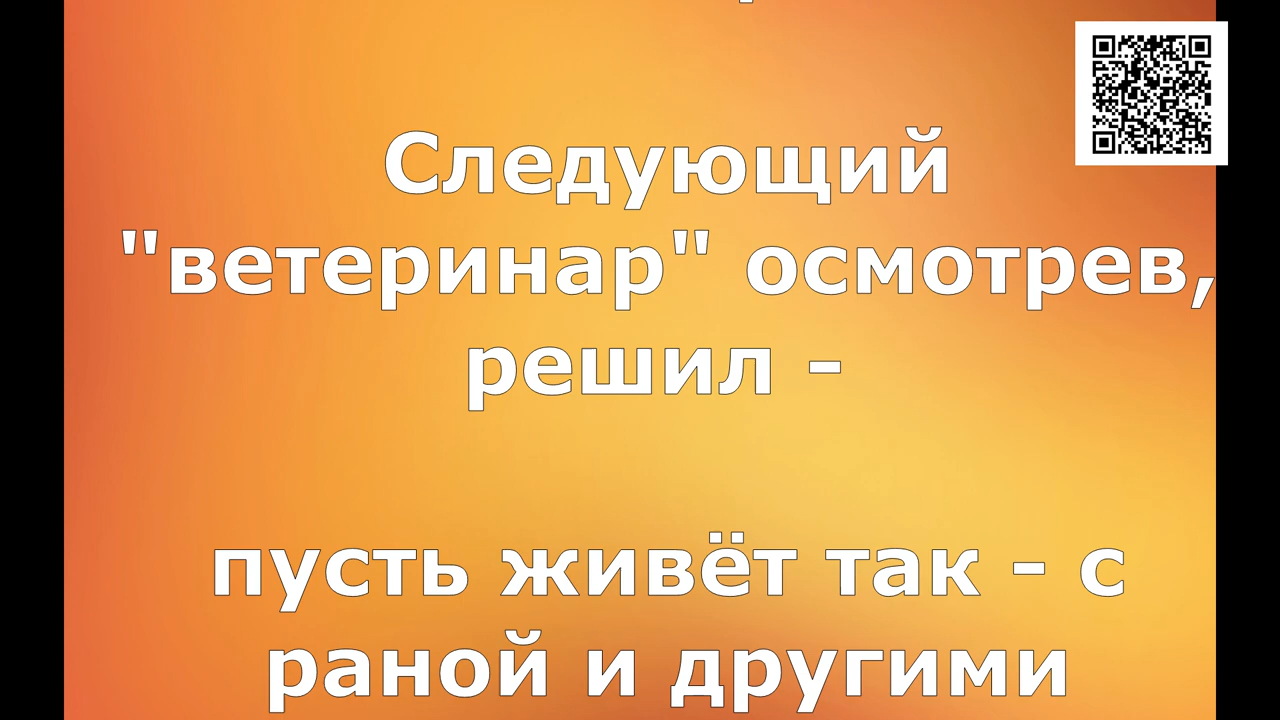 Следующий
"ветеринар" осмотрев,
решил -
пусть живёт так - с
раной и другими